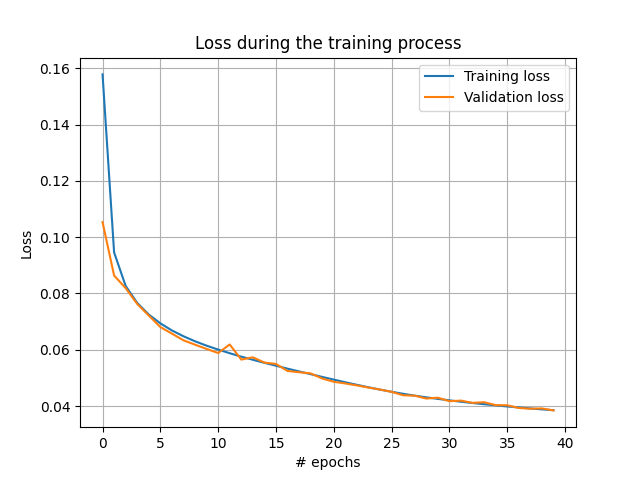 Loss during the training process
Training loss
Validation loss
0.16
0.14
0.12
0.10
0.08
0.06
0.04
Loss
0 5 10 15 20 25 30 35 40
# epochs